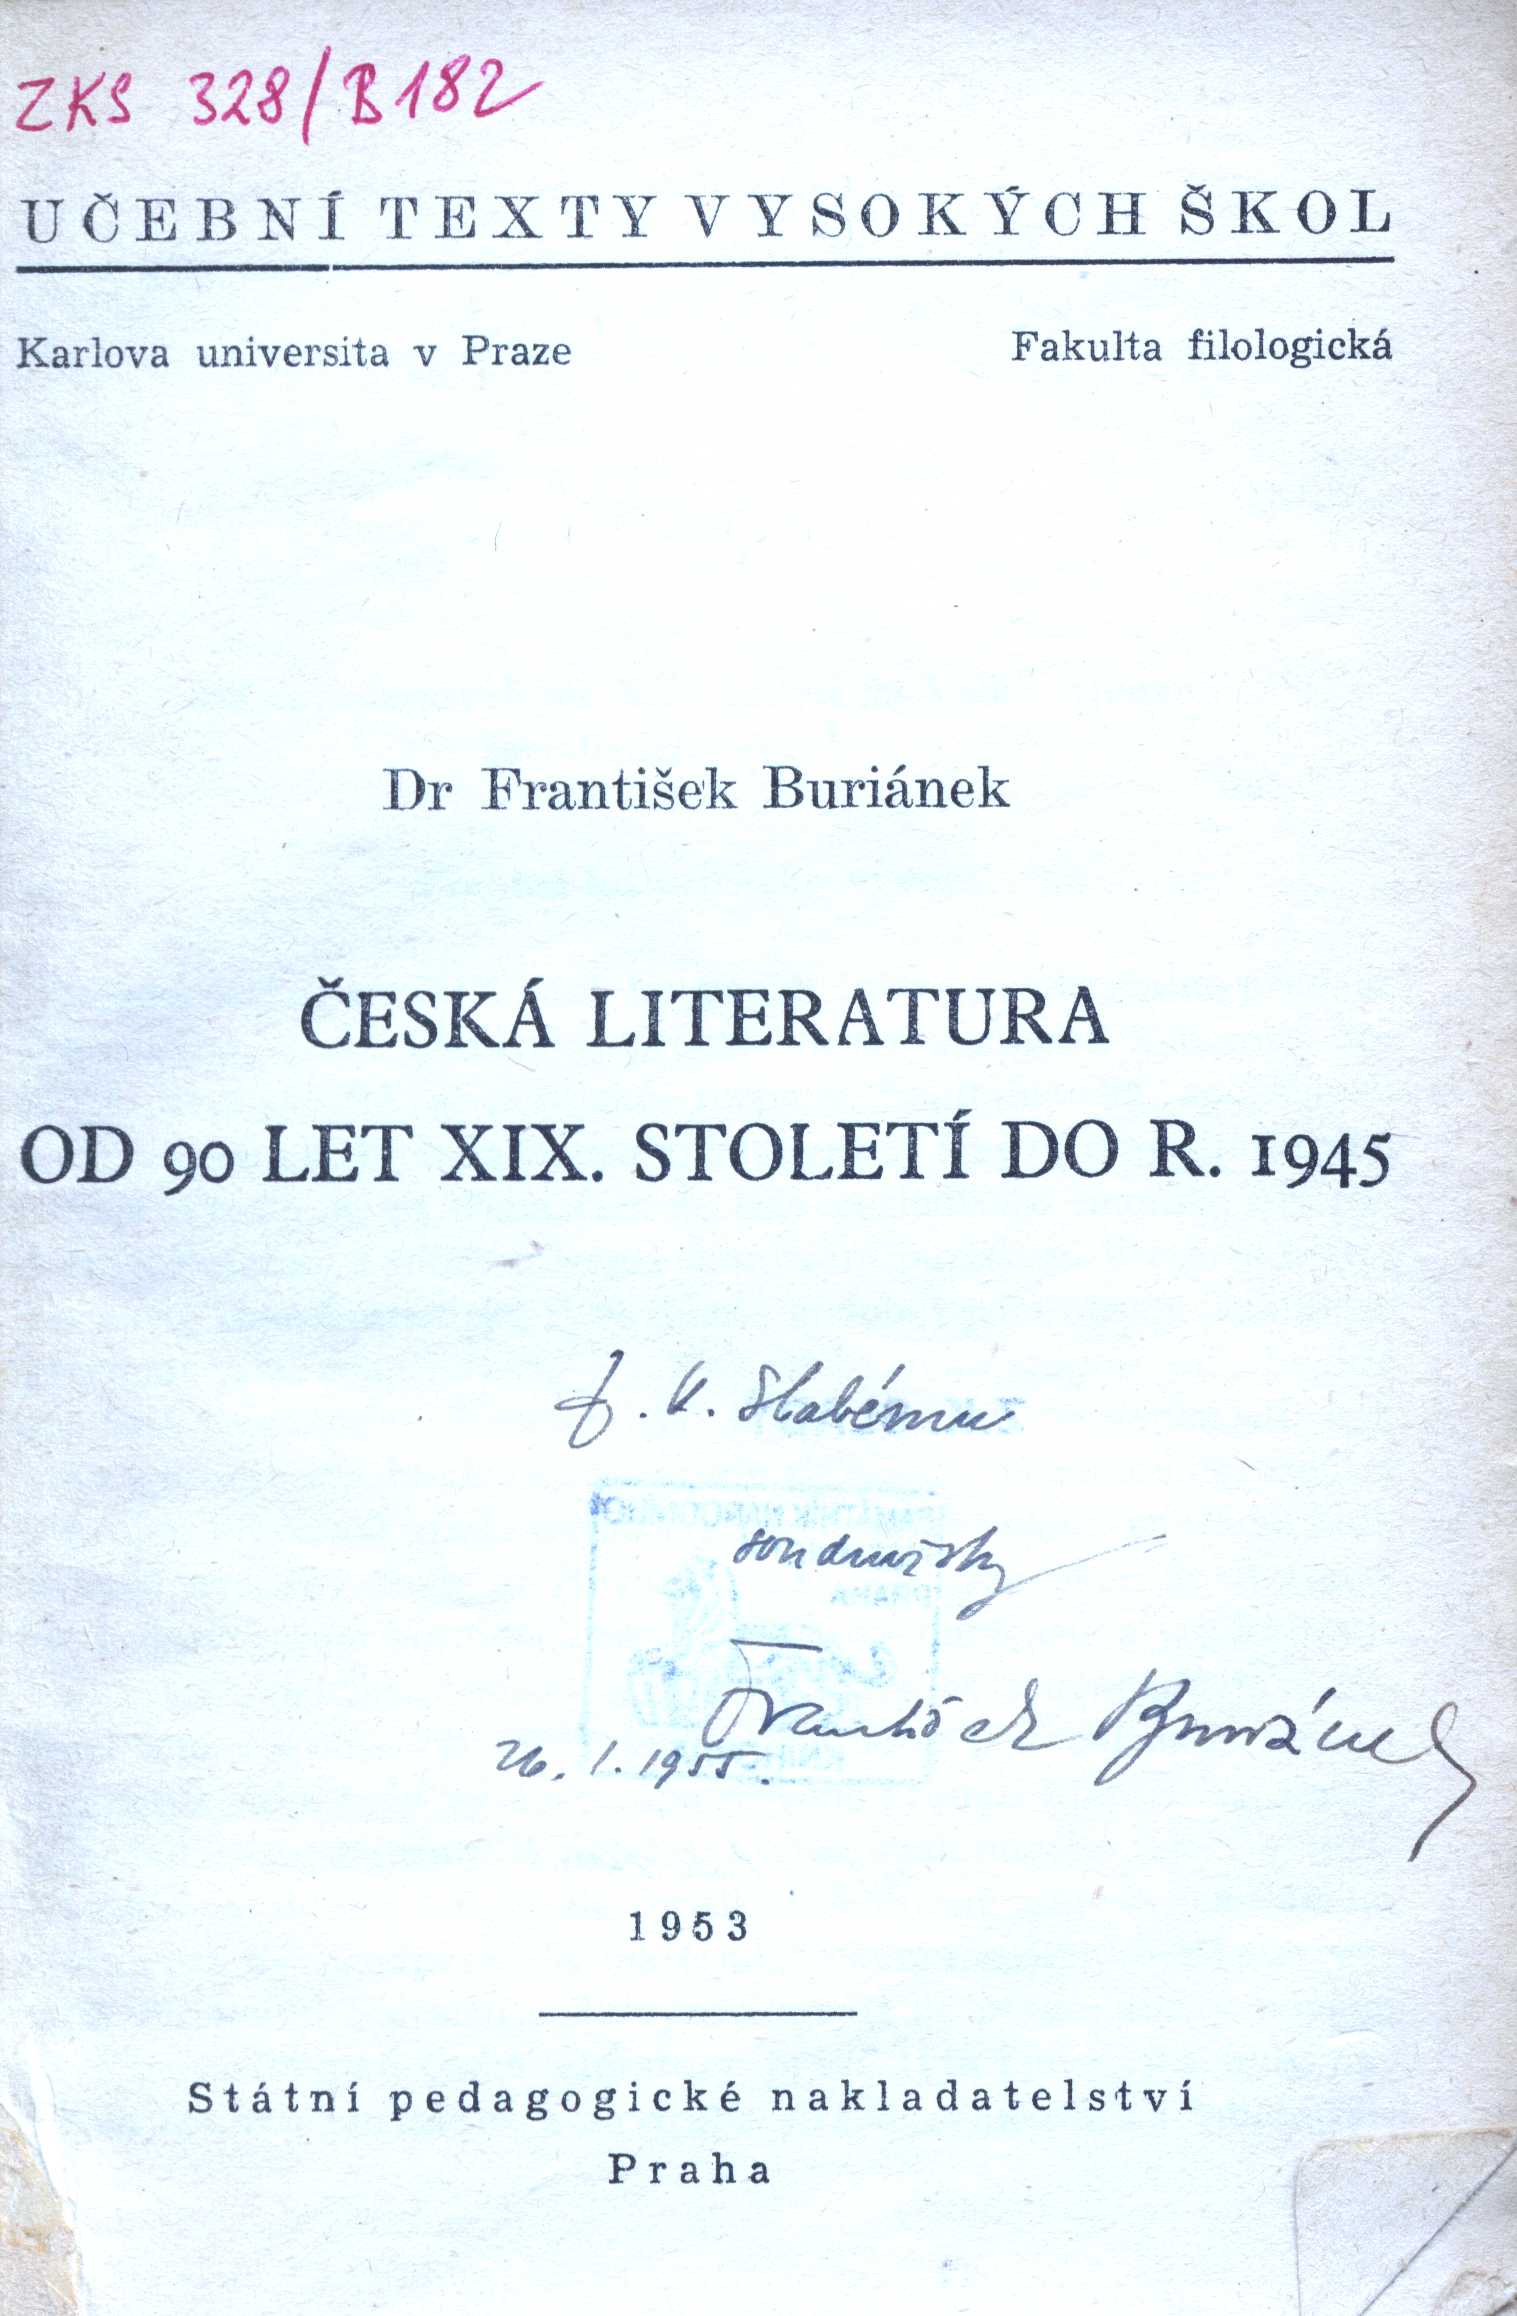 ZKS 328/B182
UČEBNÍ TEXTY VYSOKÝCH ŠKOL
Karlova universita v Praze Fakulta filologická
Dr František Buriánek
ČESKÁ LITERATURA
OD 90 LET XIX. STOLETÍ DO R. 1945
Z. K. Slabému
soudružsky
František Buriánek
26. 1. 1955.
1953
Státní pedagogické nakladatelství
Praha